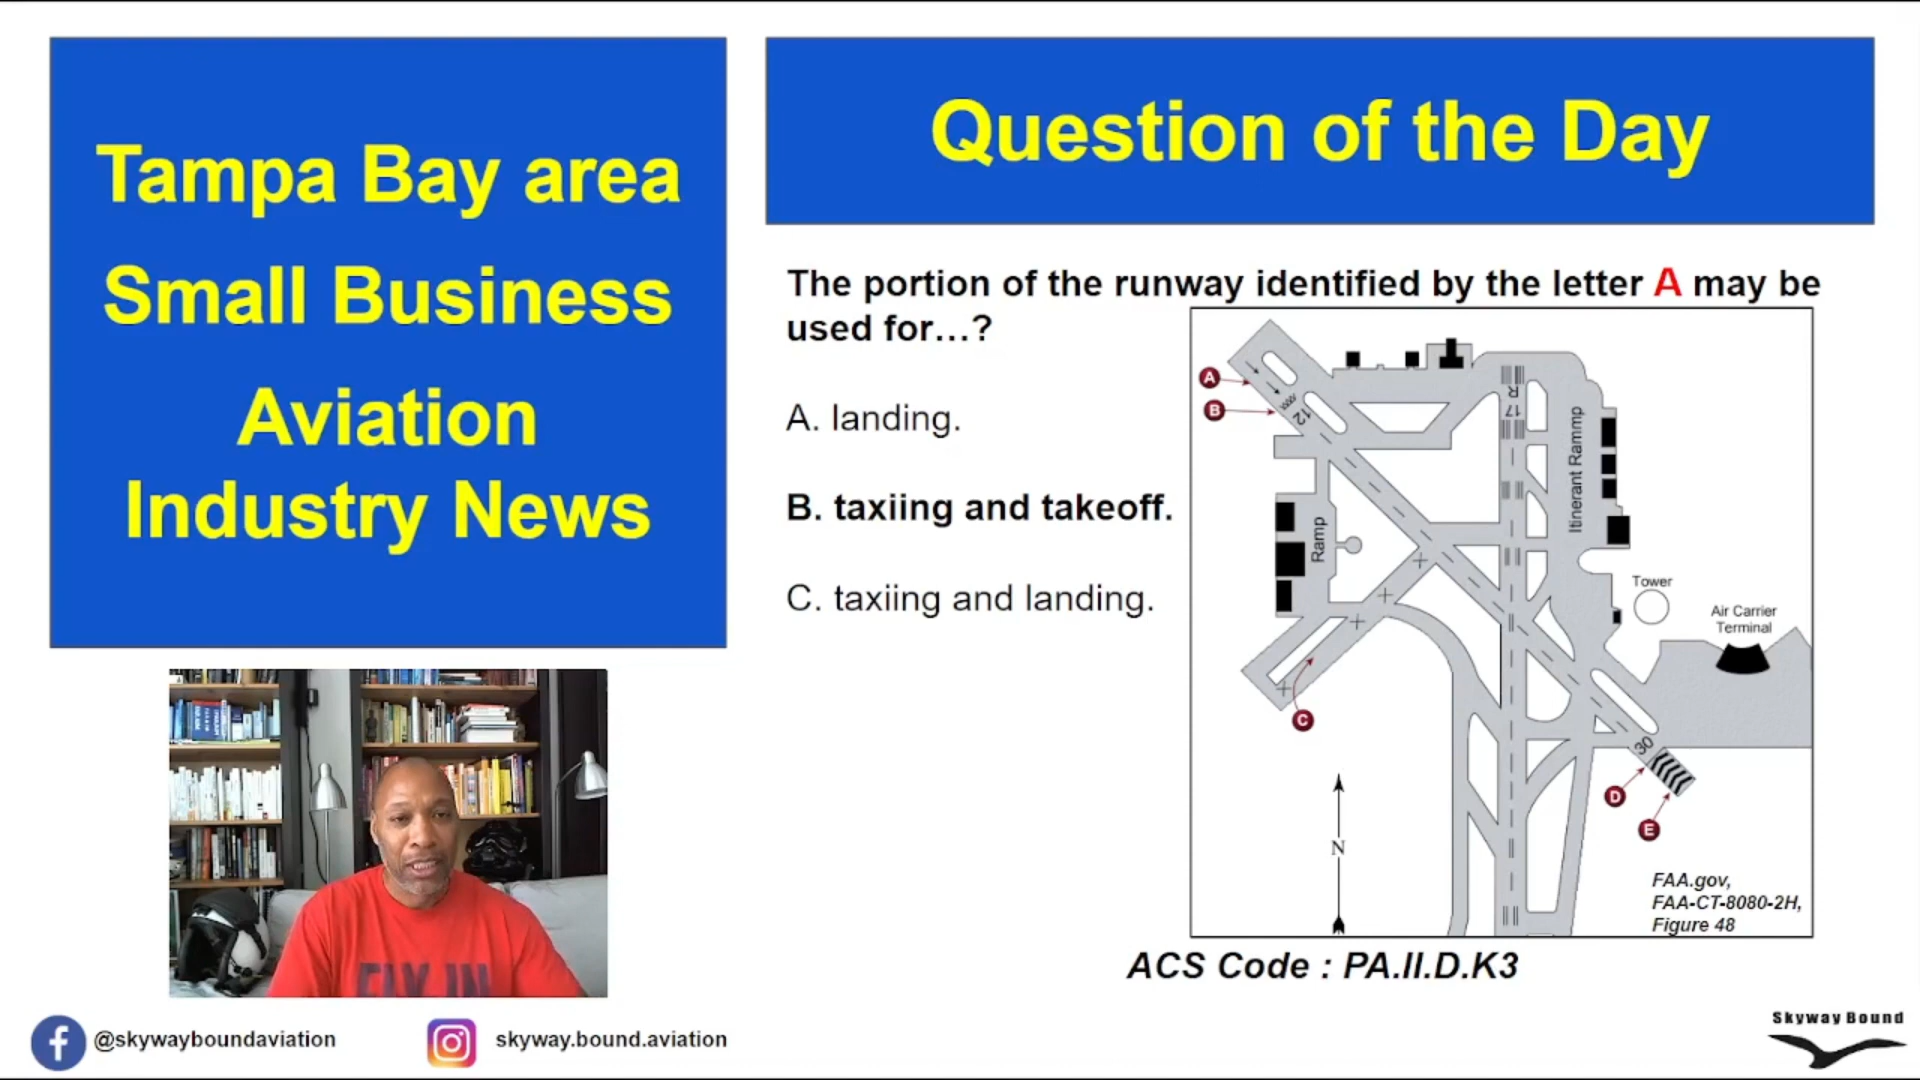 Tampa Bay area
Small Business
Aviation
Industry News
Question of the Day
The portion of the runway identified by the letter A may be
used for...?
A. landing.
B. taxiing and takeoff.
C. taxiing and landing.
A
B
12
R
17
Itinerant Rammp
Ramp
Tower
Air Carrier
Terminal
C
30
D
E
N
FAA.gov,
FAA-CT-8080-2H,
Figure 48
ACS Code : PA.II.D.K3
FLY IN
@skywayboundaviation
skyway.bound.aviation
Skyway Bound